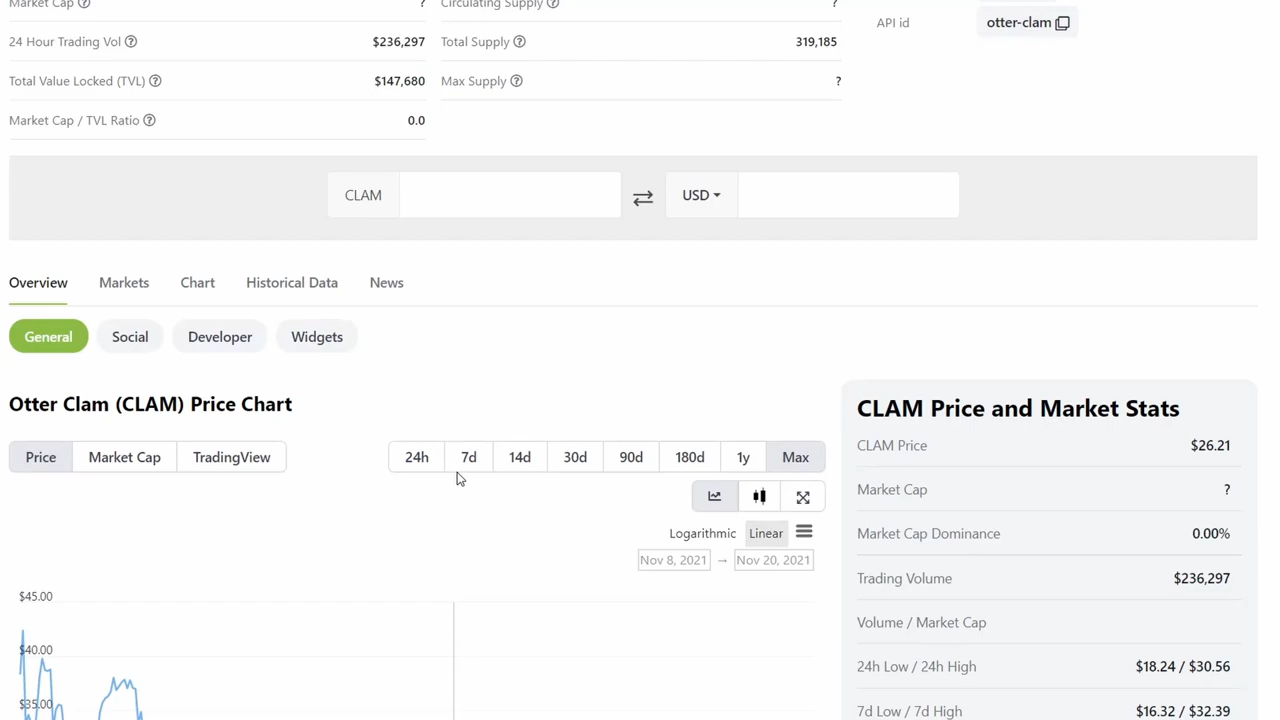 Market Cap ?
Circulating Supply ?
API id otter-clam
24 Hour Trading Vol $236,297
Total Supply 319,185
Total Value Locked (TVL) $147,680
Max Supply ?
Market Cap / TVL Ratio 0.0
CLAM USD
Overview Markets Chart Historical Data News
General Social Developer Widgets
Otter Clam (CLAM) Price Chart
Price Market Cap TradingView 24h 7d 14d 30d 90d 180d 1y Max
Logarithmic Linear
Nov 8, 2021 → Nov 20, 2021
$45.00
$40.00
$35.00
CLAM Price and Market Stats
CLAM Price $26.21
Market Cap ?
Market Cap Dominance 0.00%
Trading Volume $236,297
Volume / Market Cap
24h Low / 24h High $18.24 / $30.56
7d Low / 7d High $16.32 / $32.39